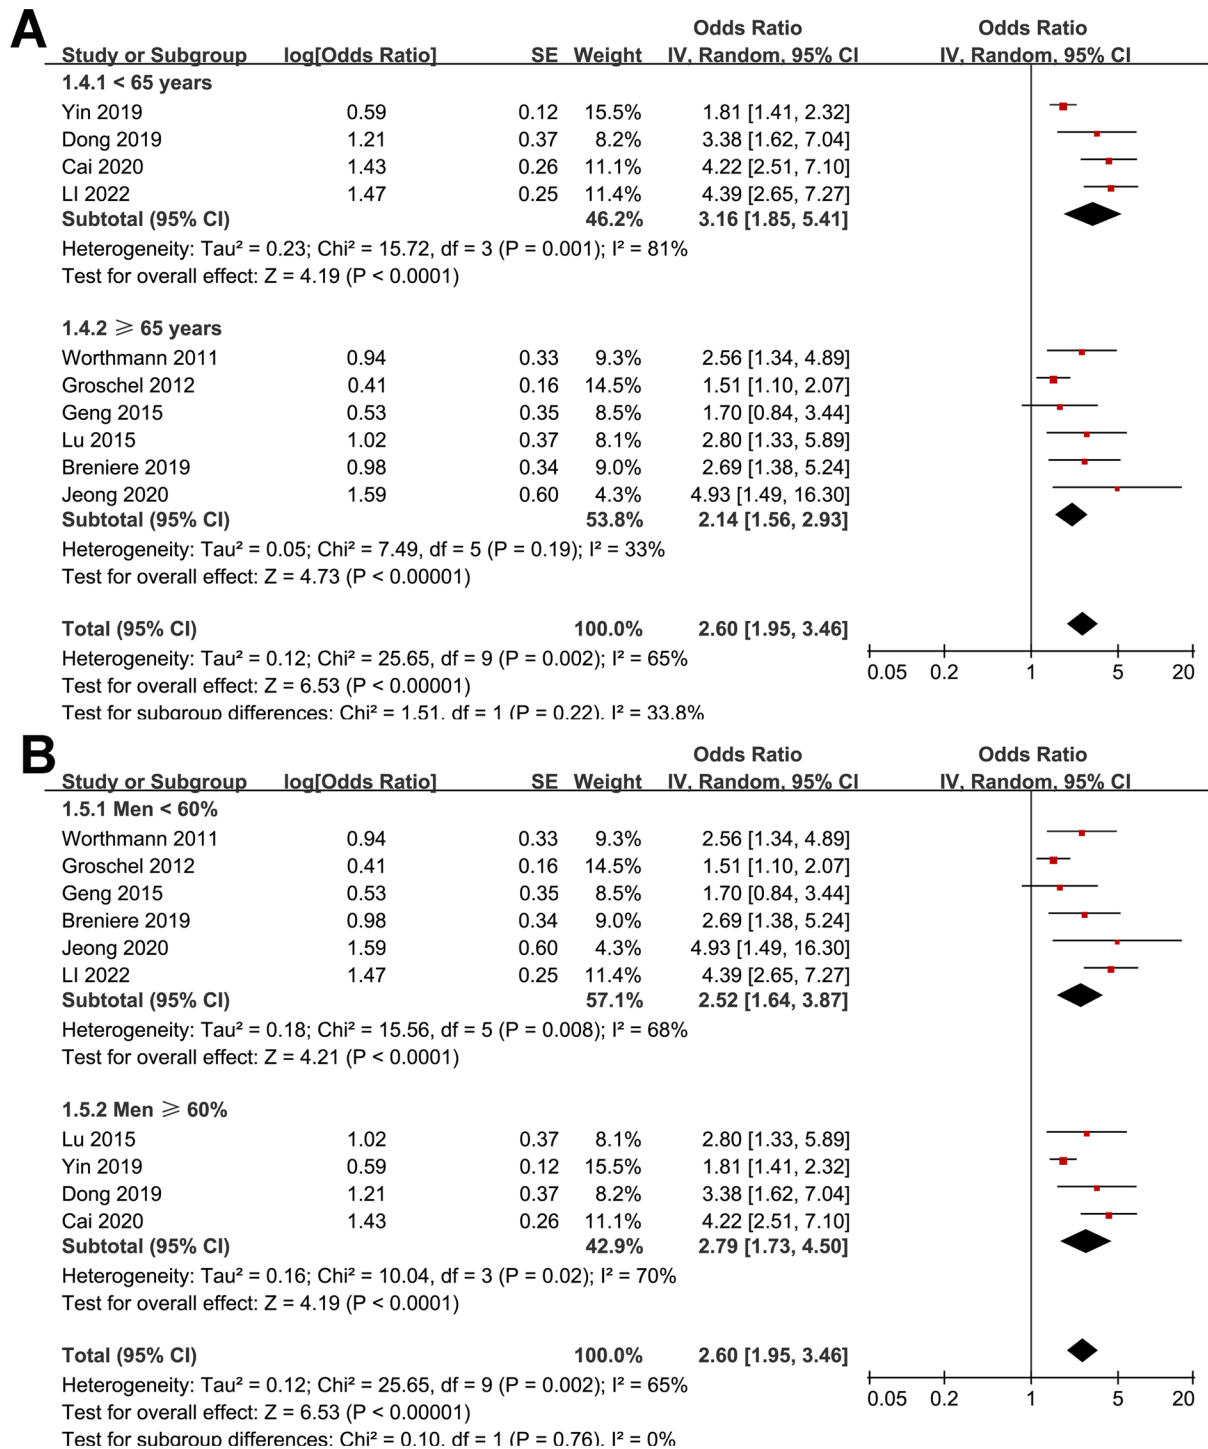 A
Odds Ratio Odds Ratio
Study or Subgroup log[Odds Ratio] SE Weight IV, Random, 95% CI IV, Random, 95% CI
1.4.1 < 65 years
Yin 2019 0.59 0.12 15.5% 1.81 [1.41, 2.32]
Dong 2019 1.21 0.37 8.2% 3.38 [1.62, 7.04]
Cai 2020 1.43 0.26 11.1% 4.22 [2.51, 7.10]
LI 2022 1.47 0.25 11.4% 4.39 [2.65, 7.27]
Subtotal (95% CI) 46.2% 3.16 [1.85, 5.41]
Heterogeneity: Tau² = 0.23; Chi² = 15.72, df = 3 (P = 0.001); I² = 81%
Test for overall effect: Z = 4.19 (P < 0.0001)
1.4.2 ⩾ 65 years
Worthmann 2011 0.94 0.33 9.3% 2.56 [1.34, 4.89]
Groschel 2012 0.41 0.16 14.5% 1.51 [1.10, 2.07]
Geng 2015 0.53 0.35 8.5% 1.70 [0.84, 3.44]
Lu 2015 1.02 0.37 8.1% 2.80 [1.33, 5.89]
Breniere 2019 0.98 0.34 9.0% 2.69 [1.38, 5.24]
Jeong 2020 1.59 0.60 4.3% 4.93 [1.49, 16.30]
Subtotal (95% CI) 53.8% 2.14 [1.56, 2.93]
Heterogeneity: Tau² = 0.05; Chi² = 7.49, df = 5 (P = 0.19); I² = 33%
Test for overall effect: Z = 4.73 (P < 0.00001)
Total (95% CI) 100.0% 2.60 [1.95, 3.46]
Heterogeneity: Tau² = 0.12; Chi² = 25.65, df = 9 (P = 0.002); I² = 65%
Test for overall effect: Z = 6.53 (P < 0.00001)
Test for subgroup differences: Chi² = 1.51, df = 1 (P = 0.22), I² = 33.8%
0.05 0.2 1 5 20
B
Odds Ratio Odds Ratio
Study or Subgroup log[Odds Ratio] SE Weight IV, Random, 95% CI IV, Random, 95% CI
1.5.1 Men < 60%
Worthmann 2011 0.94 0.33 9.3% 2.56 [1.34, 4.89]
Groschel 2012 0.41 0.16 14.5% 1.51 [1.10, 2.07]
Geng 2015 0.53 0.35 8.5% 1.70 [0.84, 3.44]
Breniere 2019 0.98 0.34 9.0% 2.69 [1.38, 5.24]
Jeong 2020 1.59 0.60 4.3% 4.93 [1.49, 16.30]
LI 2022 1.47 0.25 11.4% 4.39 [2.65, 7.27]
Subtotal (95% CI) 57.1% 2.52 [1.64, 3.87]
Heterogeneity: Tau² = 0.18; Chi² = 15.56, df = 5 (P = 0.008); I² = 68%
Test for overall effect: Z = 4.21 (P < 0.0001)
1.5.2 Men ⩾ 60%
Lu 2015 1.02 0.37 8.1% 2.80 [1.33, 5.89]
Yin 2019 0.59 0.12 15.5% 1.81 [1.41, 2.32]
Dong 2019 1.21 0.37 8.2% 3.38 [1.62, 7.04]
Cai 2020 1.43 0.26 11.1% 4.22 [2.51, 7.10]
Subtotal (95% CI) 42.9% 2.79 [1.73, 4.50]
Heterogeneity: Tau² = 0.16; Chi² = 10.04, df = 3 (P = 0.02); I² = 70%
Test for overall effect: Z = 4.19 (P < 0.0001)
Total (95% CI) 100.0% 2.60 [1.95, 3.46]
Heterogeneity: Tau² = 0.12; Chi² = 25.65, df = 9 (P = 0.002); I² = 65%
Test for overall effect: Z = 6.53 (P < 0.00001)
Test for subgroup differences: Chi² = 0.10, df = 1 (P = 0.76), I² = 0%
0.05 0.2 1 5 20